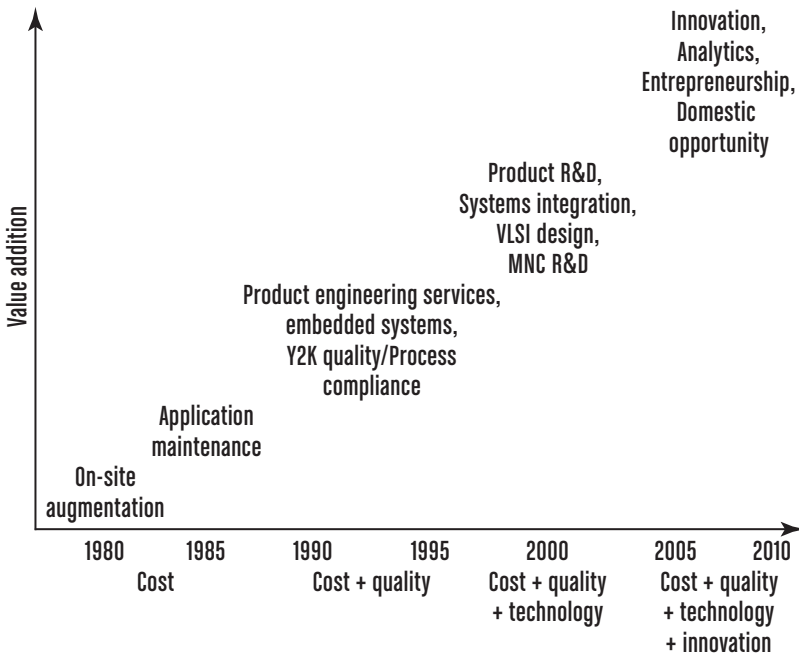 Innovation,
Analytics,
Entrepreneurship,
Domestic
opportunity
Product R&D,
Systems integration,
VLSI design,
MNC R&D
Product engineering services,
embedded systems,
Y2K quality/Process
compliance
Application
maintenance
On-site
augmentation
Value addition
1980 1985 1990 1995 2000 2005 2010
Cost Cost + quality Cost + quality Cost + quality
+ technology + technology
+ innovation